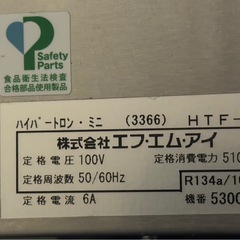 Safety
Parts
食品衛生法検査
合格部品使用製品
ハイパートロン・ミニ (3366) HTF-
株式会社エフ・エム・アイ
定格電圧 100V 定格消費電力 510
定格周波数 50/60Hz R134a/16
定格電流 6A 機番 5300